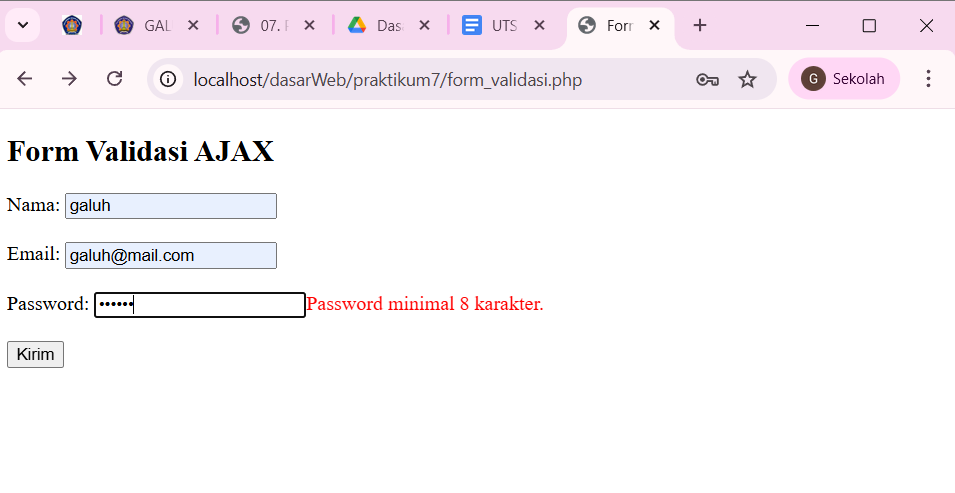 GAL
07.
Das
UTS
Forr
localhost/dasarWeb/praktikum7/form_validasi.php
G Sekolah
Form Validasi AJAX
Nama: galuh
Email: galuh@mail.com
Password: •••••• Password minimal 8 karakter.
Kirim